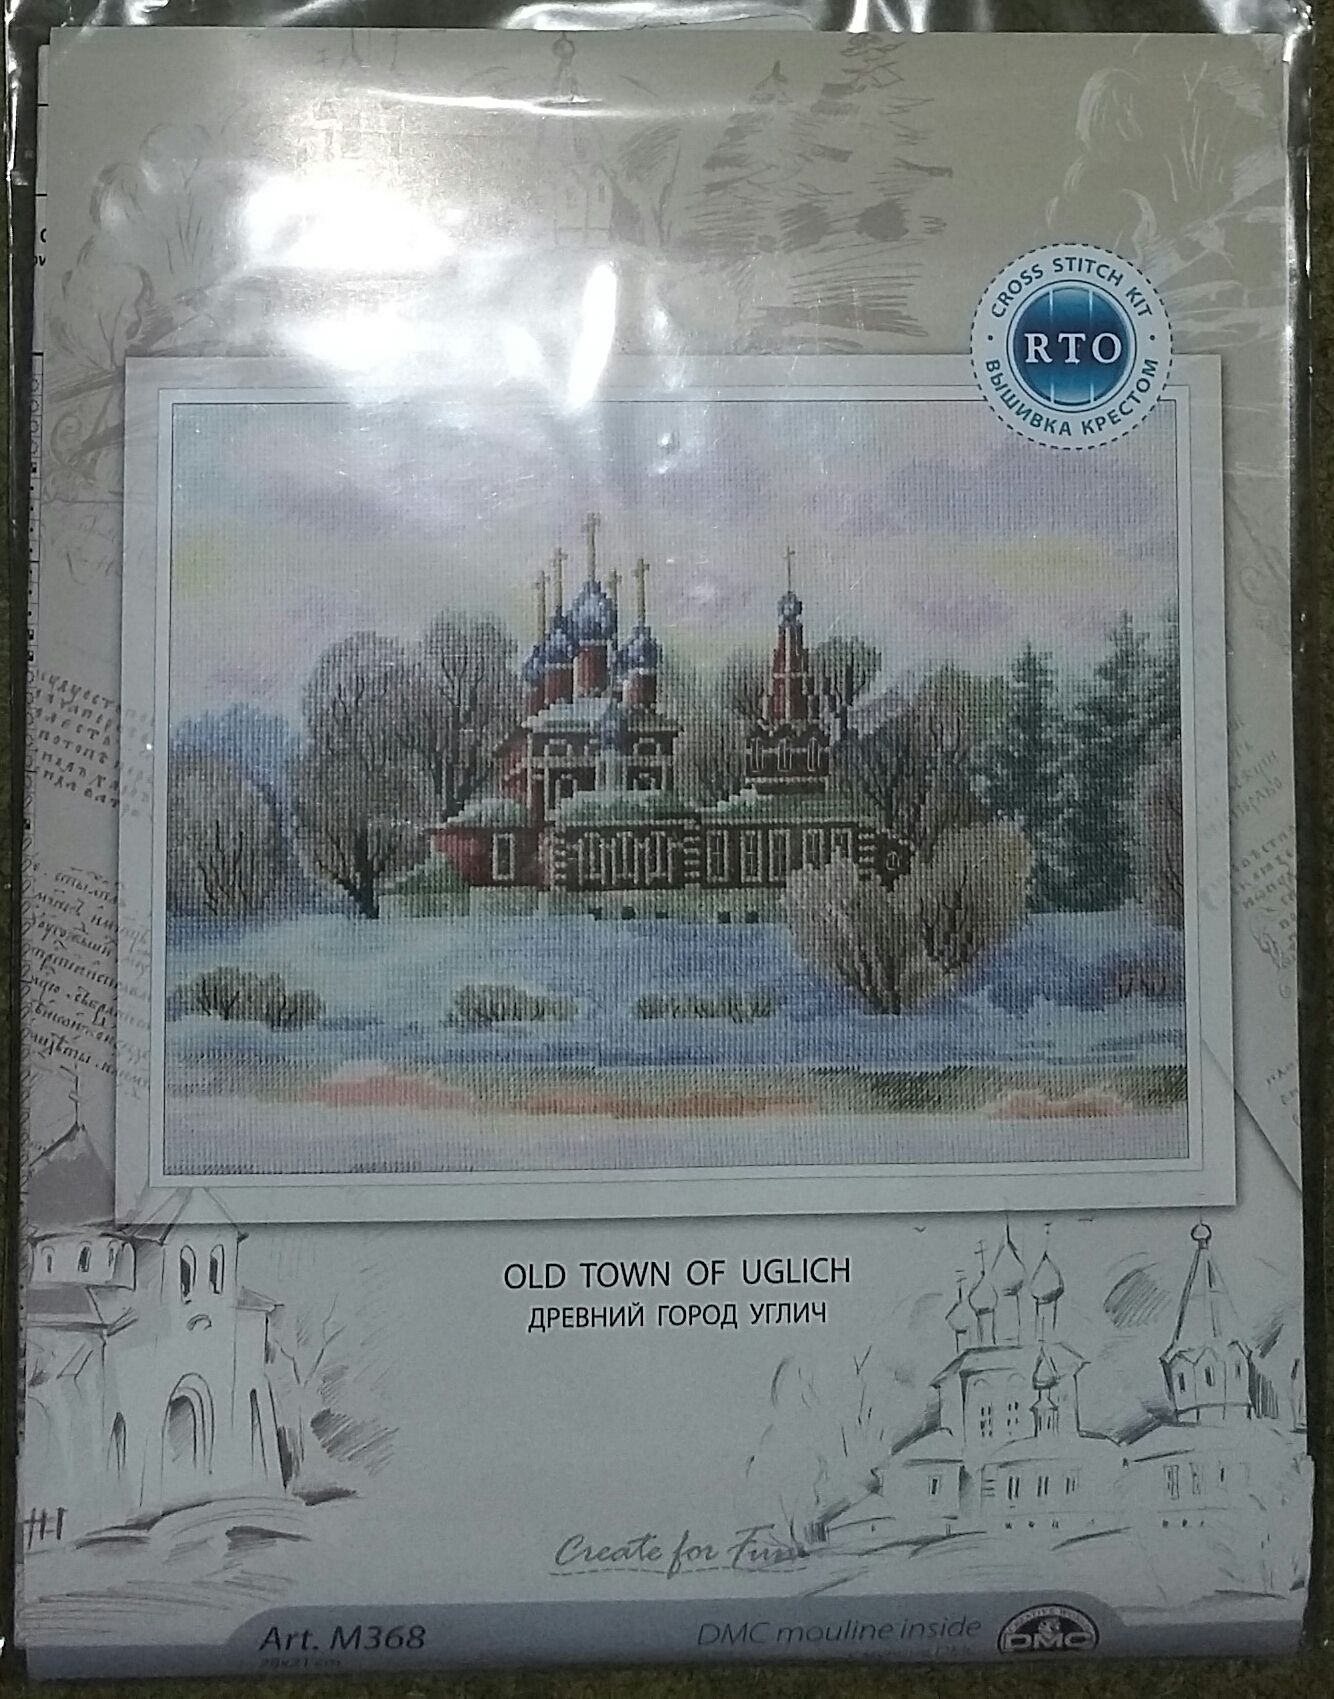 CROSS STITCH KIT
RTO
ВЫШИВКА КРЕСТОМ
OLD TOWN OF UGLICH
ДРЕВНИЙ ГОРОД УГЛИЧ
Create for Fun
Art. M368
DMC mouline inside
DMC